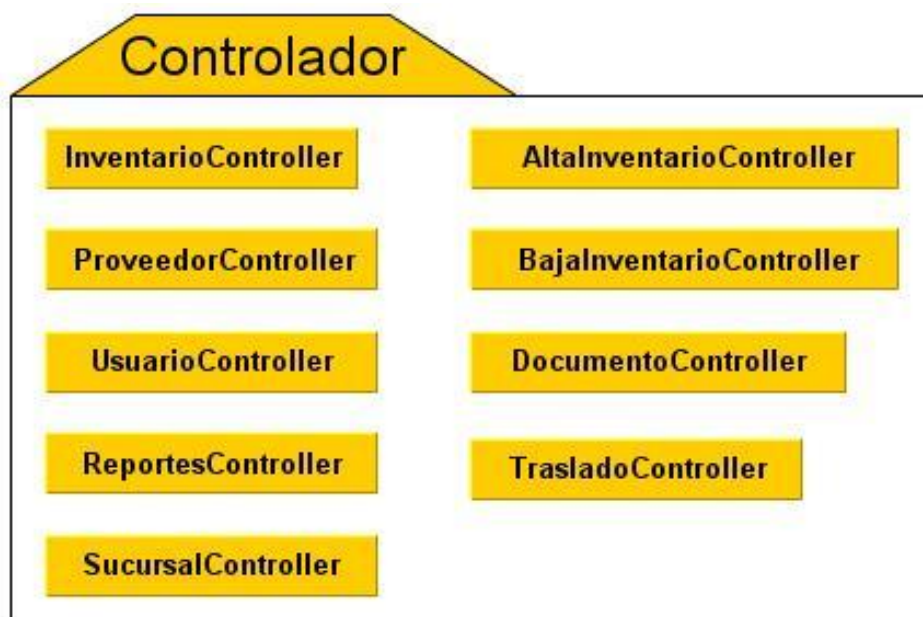 Controlador
InventarioController
ProveedorController
UsuarioController
ReportesController
SucursalController
AltaInventarioController
BajaInventarioController
DocumentoController
TrasladoController